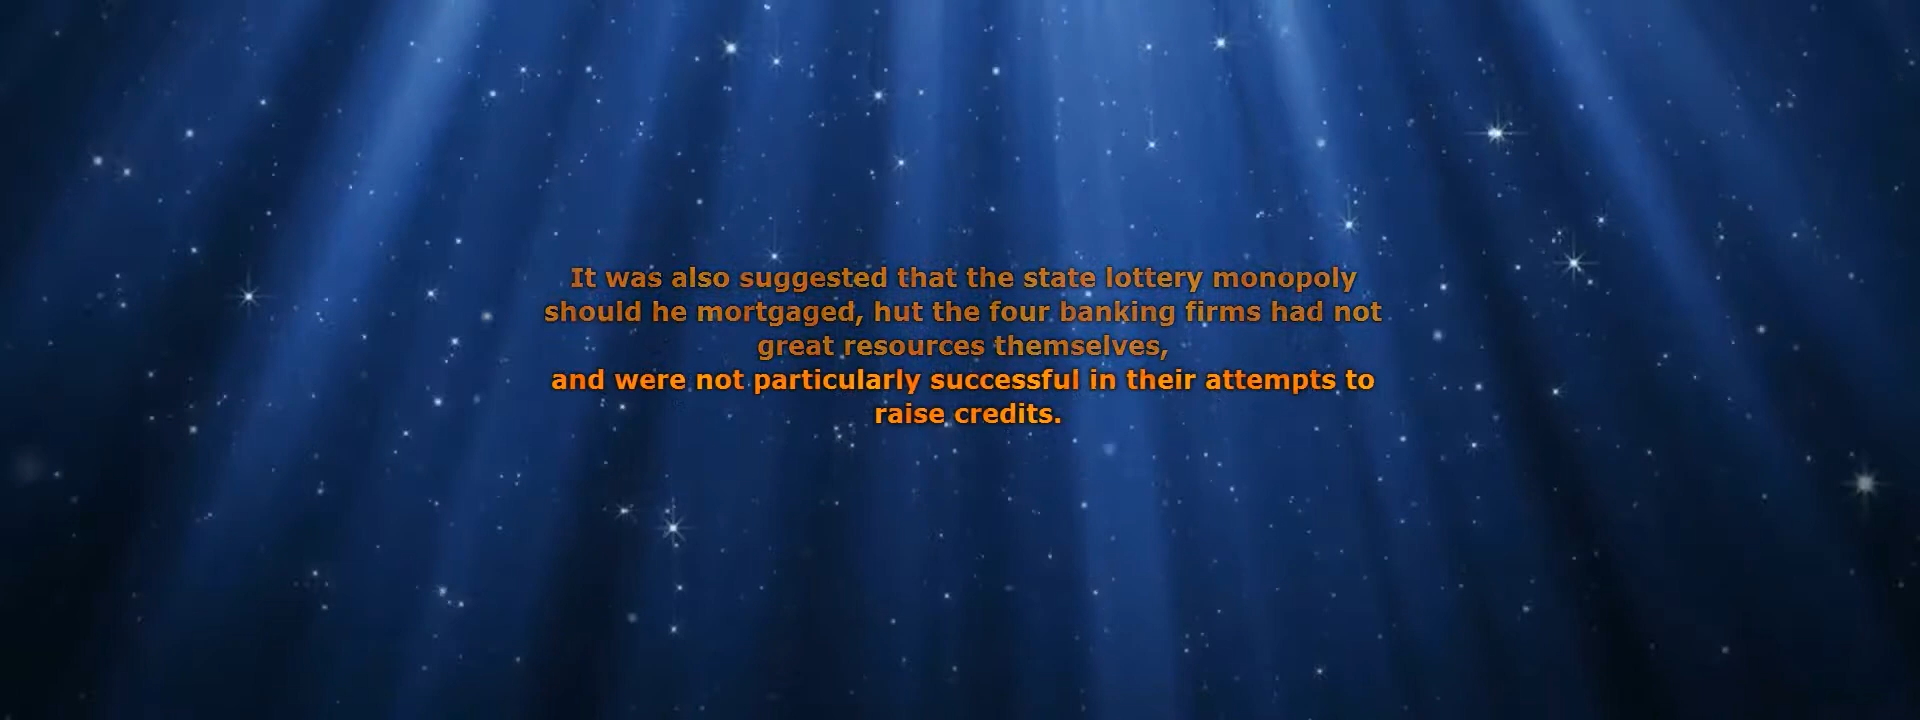 It was also suggested that the state lottery monopoly
should he mortgaged, hut the four banking firms had not
great resources themselves,
and were not particularly successful in their attempts to
raise credits.